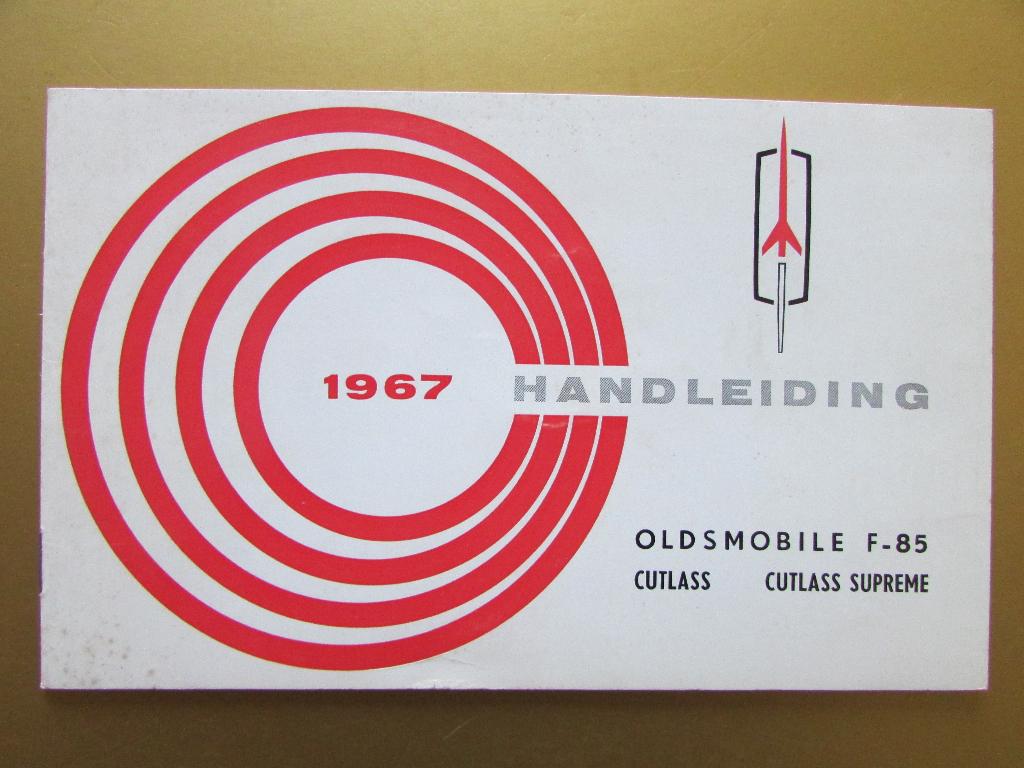 1967 HANDLEIDING
OLDSMOBILE F-85
CUTLASS CUTLASS SUPREME